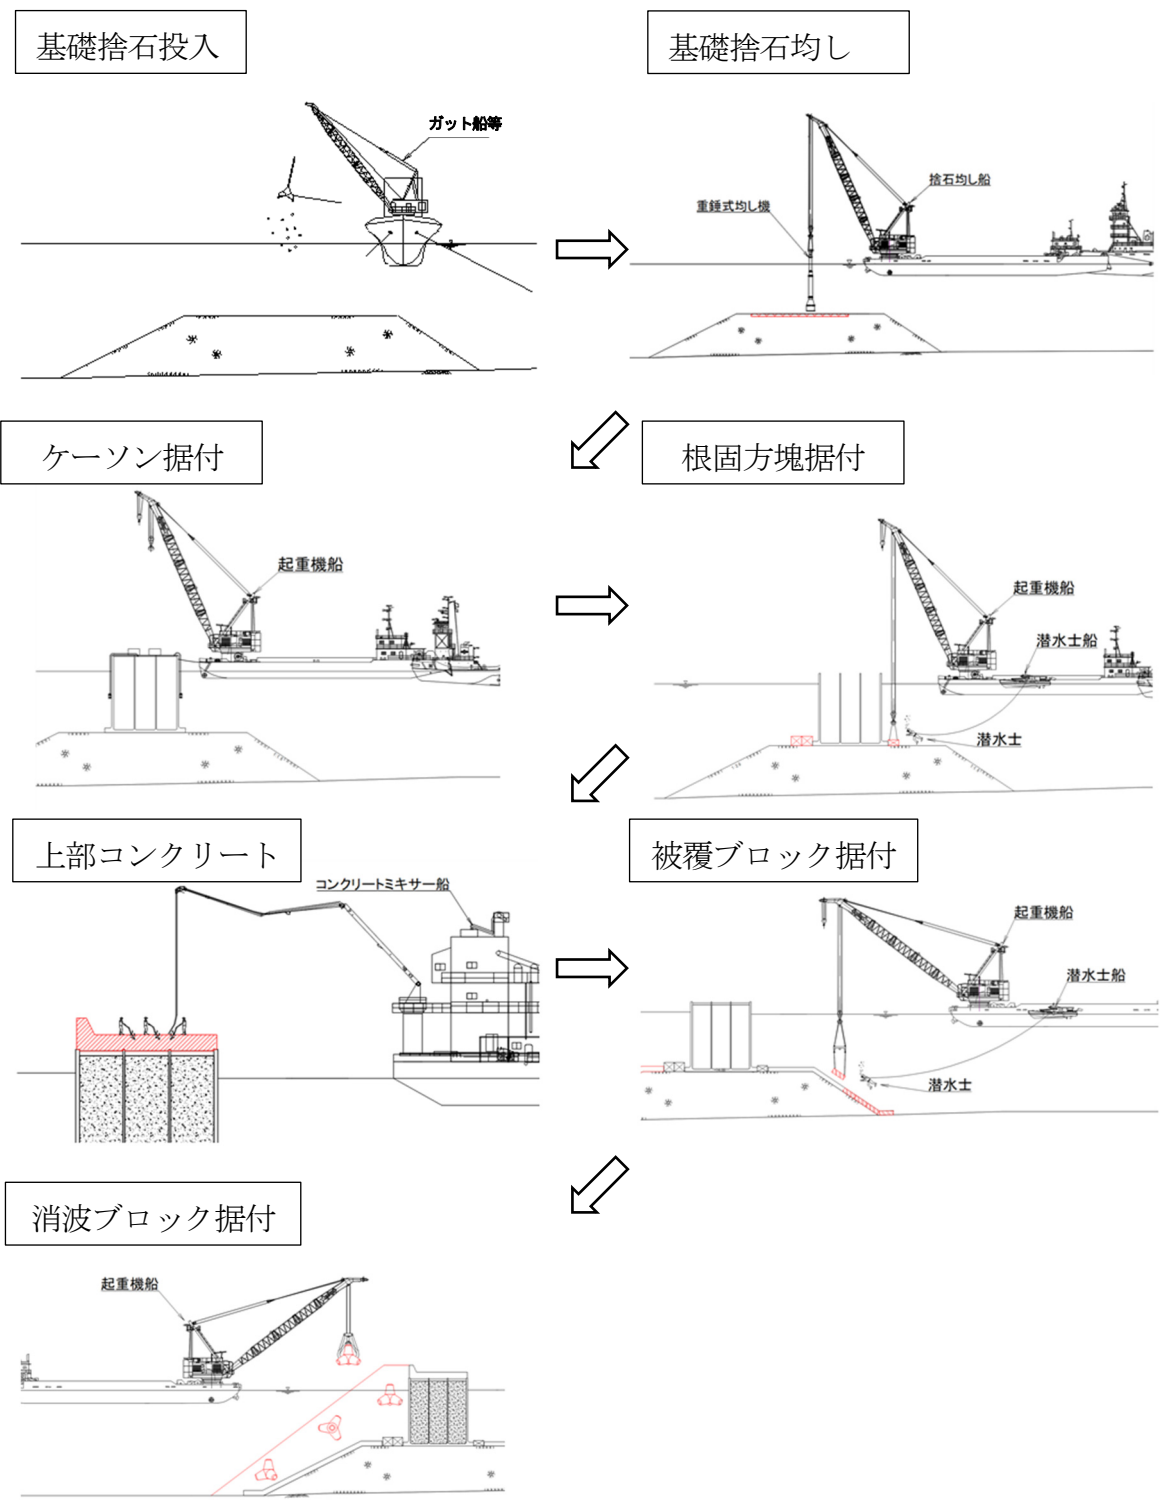 基礎捨石投入
ガット船等
基礎捨石均し
捨石均し船
重錘式均し機
ケーソン据付
起重機船
根固方塊据付
起重機船
潜水士船
潜水士
上部コンクリート
コンクリートミキサー船
被覆ブロック据付
起重機船
潜水士船
潜水士
消波ブロック据付
起重機船